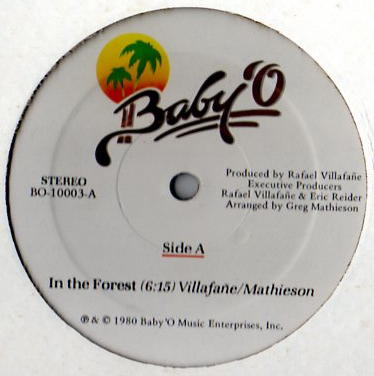 Baby'O
STEREO
BO-10003-A
Produced by Rafael Villafañe
Executive Producers
Rafael Villafañe & Eric Reider
Arranged by Greg Mathieson
Side A
In the Forest (6:15) Villafañe/Mathieson
℗ & © 1980 Baby'O Music Enterprises, Inc.